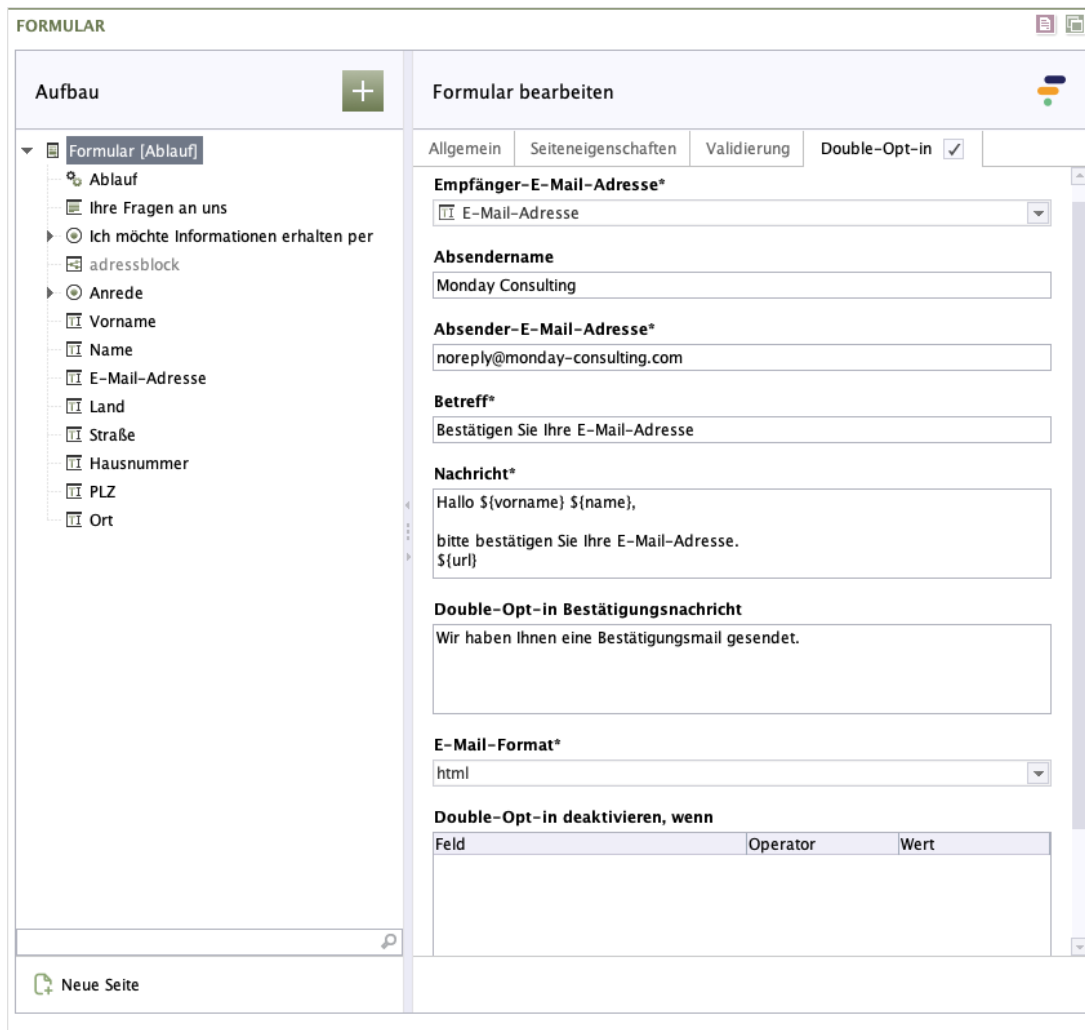 FORMULAR
Aufbau
Formular [Ablauf]
Ablauf
Ihre Fragen an uns
Ich möchte Informationen erhalten per
adressblock
Anrede
Vorname
Name
E-Mail-Adresse
Land
Straße
Hausnummer
PLZ
Ort
Neue Seite
Formular bearbeiten
Allgemein Seiteneigenschaften Validierung Double-Opt-in
Empfänger-E-Mail-Adresse*
E-Mail-Adresse
Absendername
Monday Consulting
Absender-E-Mail-Adresse*
noreply@monday-consulting.com
Betreff*
Bestätigen Sie Ihre E-Mail-Adresse
Nachricht*
Hallo ${vorname} ${name},
bitte bestätigen Sie Ihre E-Mail-Adresse.
${url}
Double-Opt-in Bestätigungsnachricht
Wir haben Ihnen eine Bestätigungsmail gesendet.
E-Mail-Format*
html
Double-Opt-in deaktivieren, wenn
Feld Operator Wert